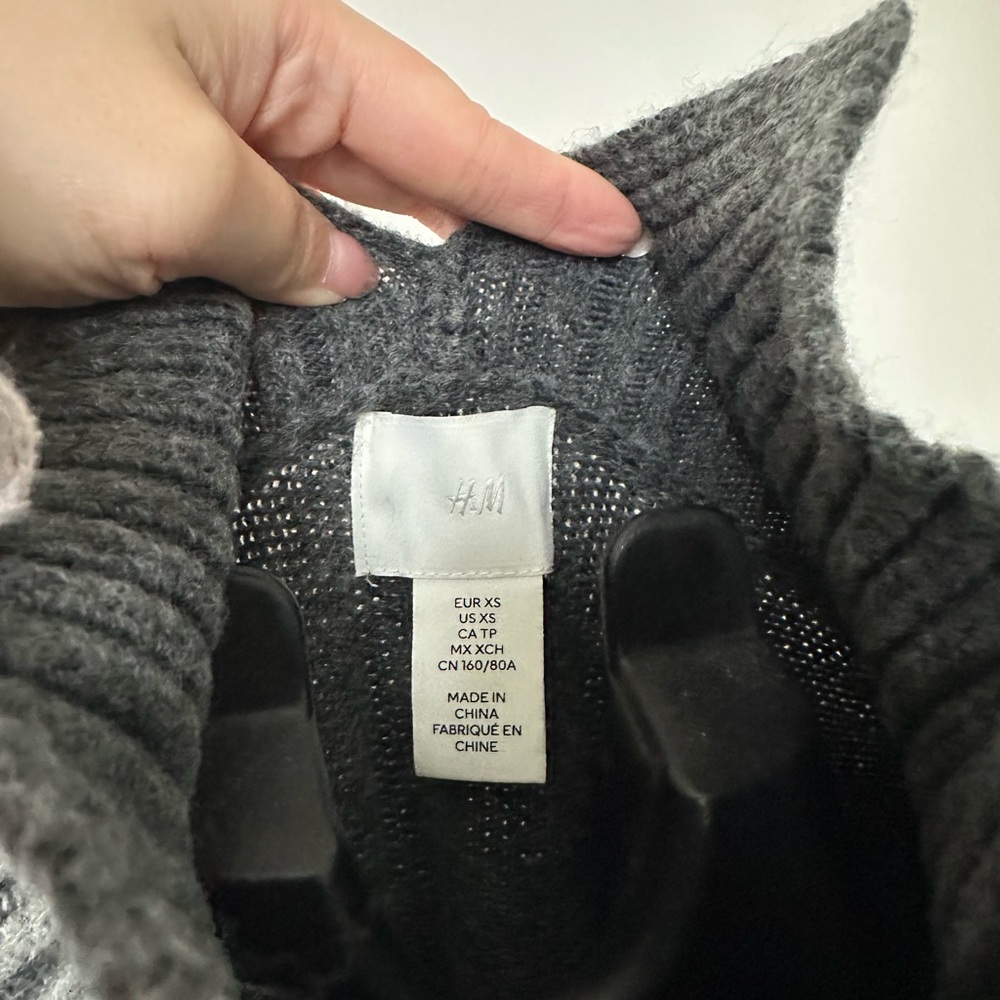 H&M
EUR XS
US XS
CA TP
MX XCH
CN 160/80A
MADE IN
CHINA
FABRIQUÉ EN
CHINE